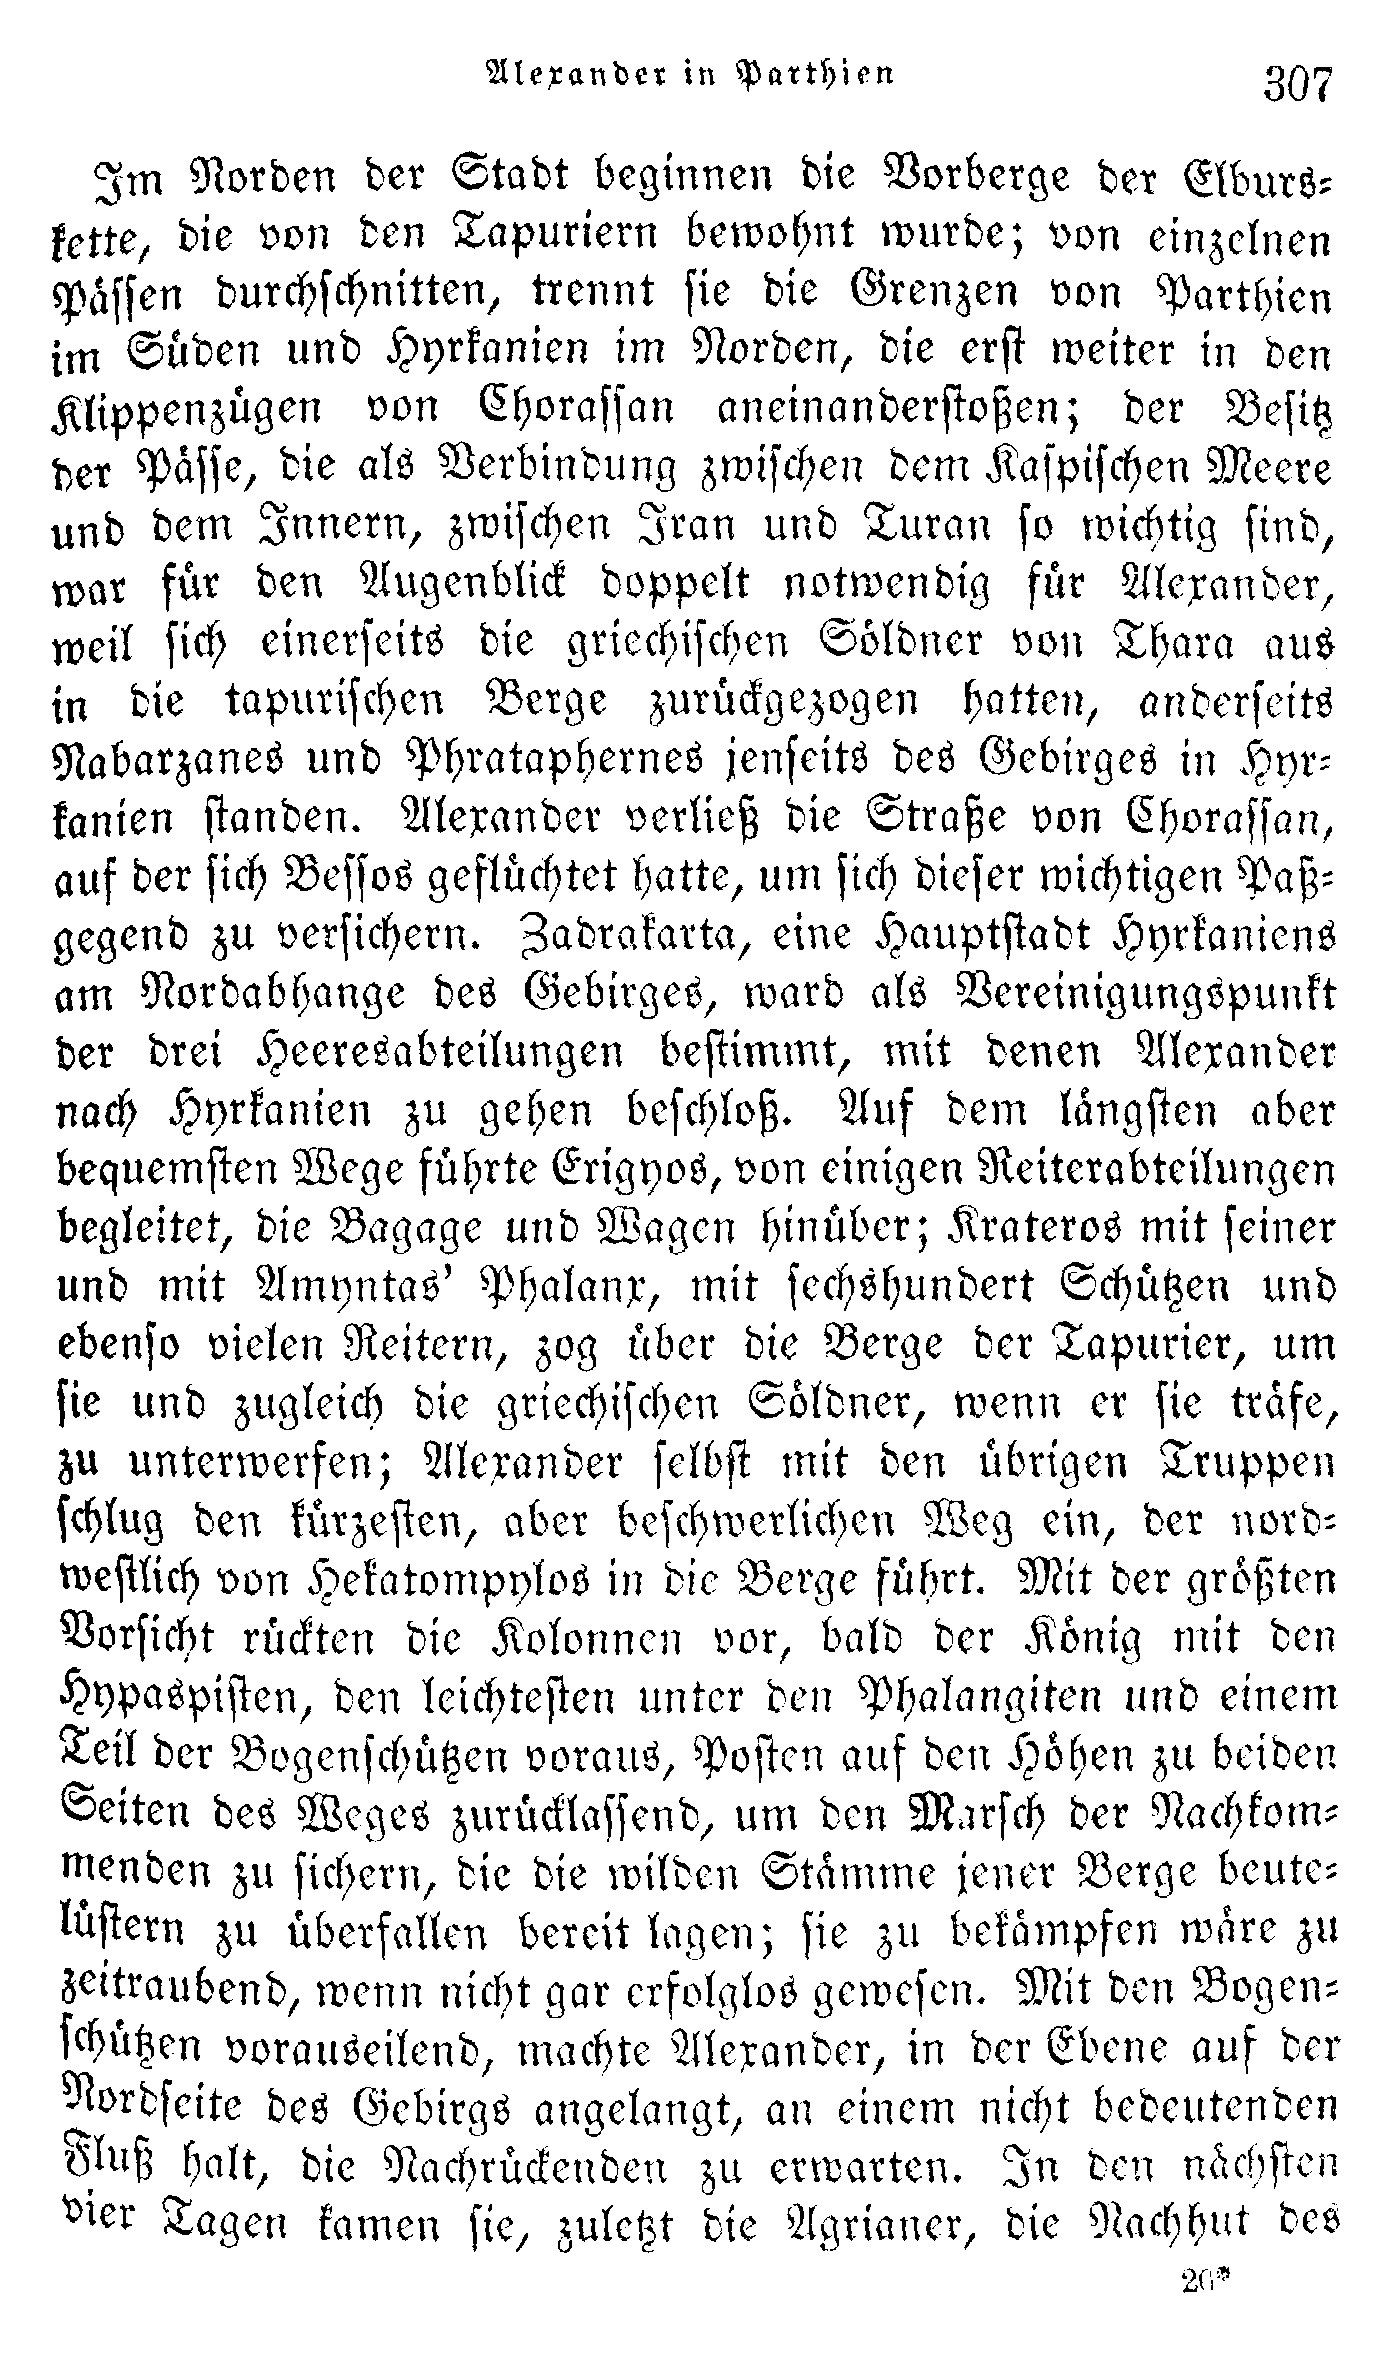 Alexander in Parthien 307
Im Norden der Stadt beginnen die Vorberge der Elburs-
kette, die von den Tapuriern bewohnt wurde; von einzelnen
Pässen durchschnitten, trennt sie die Grenzen von Parthien
im Süden und Hyrkanien im Norden, die erst weiter in den
Klippenzügen von Chorassan aneinanderstoßen; der Besitz
der Pässe, die als Verbindung zwischen dem Kaspischen Meere
und dem Innern, zwischen Iran und Turan so wichtig sind,
war für den Augenblick doppelt notwendig für Alexander,
weil sich einerseits die griechischen Söldner von Thara aus
in die tapurischen Berge zurückgezogen hatten, anderseits
Nabarzanes und Phrataphernes jenseits des Gebirges in Hyr-
kanien standen. Alexander verließ die Straße von Chorassan,
auf der sich Bessos geflüchtet hatte, um sich dieser wichtigen Paß-
gegend zu versichern. Zadrakarta, eine Hauptstadt Hyrkaniens
am Nordabhange des Gebirges, ward als Vereinigungspunkt
der drei Heeresabteilungen bestimmt, mit denen Alexander
nach Hyrkanien zu gehen beschloß. Auf dem längsten aber
bequemsten Wege führte Erigyos, von einigen Reiterabteilungen
begleitet, die Bagage und Wagen hinüber; Krateros mit seiner
und mit Amyntas' Phalanx, mit sechshundert Schützen und
ebenso vielen Reitern, zog über die Berge der Tapurier, um
sie und zugleich die griechischen Söldner, wenn er sie träfe,
zu unterwerfen; Alexander selbst mit den übrigen Truppen
schlug den kürzesten, aber beschwerlichen Weg ein, der nord-
westlich von Hekatompylos in die Berge führt. Mit der größten
Vorsicht rückten die Kolonnen vor, bald der König mit den
Hypaspisten, den leichtesten unter den Phalangiten und einem
Teil der Bogenschützen voraus, Posten auf den Höhen zu beiden
Seiten des Weges zurücklassend, um den Marsch der Nachkom-
menden zu sichern, die die wilden Stämme jener Berge beute-
lüstern zu überfallen bereit lagen; sie zu bekämpfen wäre zu
zeitraubend, wenn nicht gar erfolglos gewesen. Mit den Bogen-
schützen vorauseilend, machte Alexander, in der Ebene auf der
Nordseite des Gebirgs angelangt, an einem nicht bedeutenden
Fluß halt, die Nachrückenden zu erwarten. In den nächsten
vier Tagen kamen sie, zuletzt die Agrianer, die Nachhut des
20*